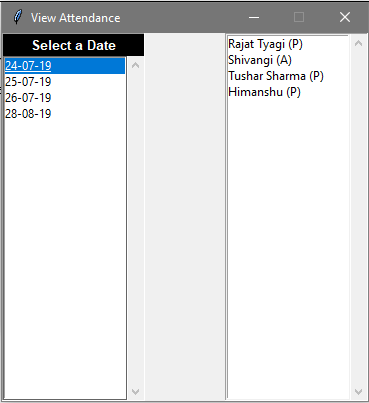 View Attendance
Select a Date
24-07-19
25-07-19
26-07-19
28-08-19
Rajat Tyagi (P)
Shivangi (A)
Tushar Sharma (P)
Himanshu (P)